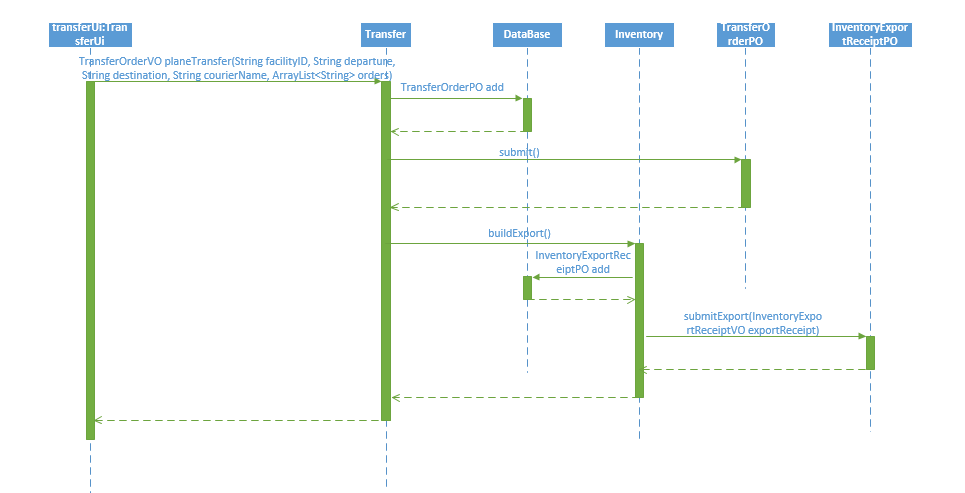 transferUi:Tran
sferUi
Transfer
DataBase
Inventory
TransferO
rderPO
InventoryExpor
tReceiptPO
TransferOrderVO planeTransfer(String facilityID, String departure,
String destination, String courierName, ArrayList<String> orders)
TransferOrderPO add
submit()
buildExport()
InventoryExportRec
eiptPO add
submitExport(InventoryExpo
rtReceiptVO exportReceipt)